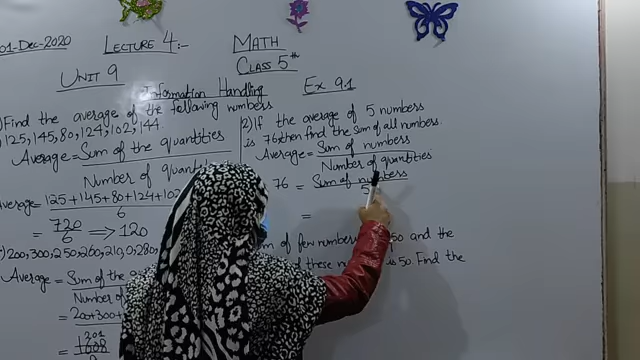 01-Dec-2020
LECTURE 4:-
MATH
CLASS 5th
UNIT 9
Information Handling
Ex 9.1
Find the average of the following numbers
125, 145, 80, 124, 102, 144
Average = Sum of the quantities
Number of quantities
Average = 125+145+80+124+102
6
= 720
6
⇒ 120
200, 300, 250, 260, 210, 0, 280,
Average = Sum of the
Number
= 200+300+
201
1608
2) If the average of 5 numbers
is 76, then find the sum of all numbers.
Average = Sum of numbers
Number of quantities
76 = Sum of numbers
5
=
of few numbers 50 and the
of these is 50. Find the